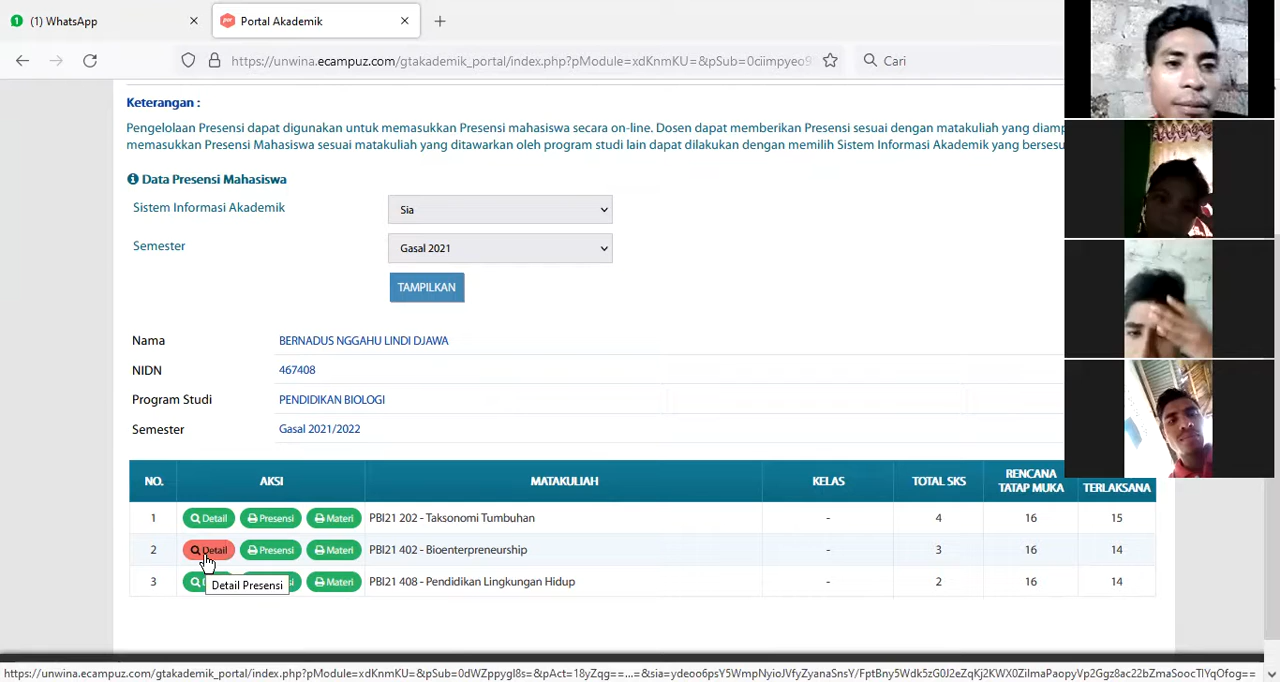 (1) WhatsApp
Portal Akademik
https://unwina.ecampuz.com/gtakademik_portal/index.php?pModule=xdKnmKU=&pSub=0ciimpyeo9
Cari
Keterangan :
Pengelolaan Presensi dapat digunakan untuk memasukkan Presensi mahasiswa secara on-line. Dosen dapat memberikan Presensi sesuai dengan matakuliah yang diamp
memasukkan Presensi Mahasiswa sesuai matakuliah yang ditawarkan oleh program studi lain dapat dilakukan dengan memilih Sistem Informasi Akademik yang bersesu
Data Presensi Mahasiswa
Sistem Informasi Akademik Sia
Semester Gasal 2021
TAMPILKAN
Nama BERNADUS NGGAHU LINDI DJAWA
NIDN 467408
Program Studi PENDIDIKAN BIOLOGI
Semester Gasal 2021/2022
NO. AKSI MATAKULIAH KELAS TOTAL SKS RENCANA TATAP MUKA TERLAKSANA
1 Detail Presensi Materi PBI21 202 - Taksonomi Tumbuhan - 4 16 15
2 Detail Presensi Materi PBI21 402 - Bioenterpreneurship - 3 16 14
3 Materi PBI21 408 - Pendidikan Lingkungan Hidup - 2 16 14
Detail Presensi